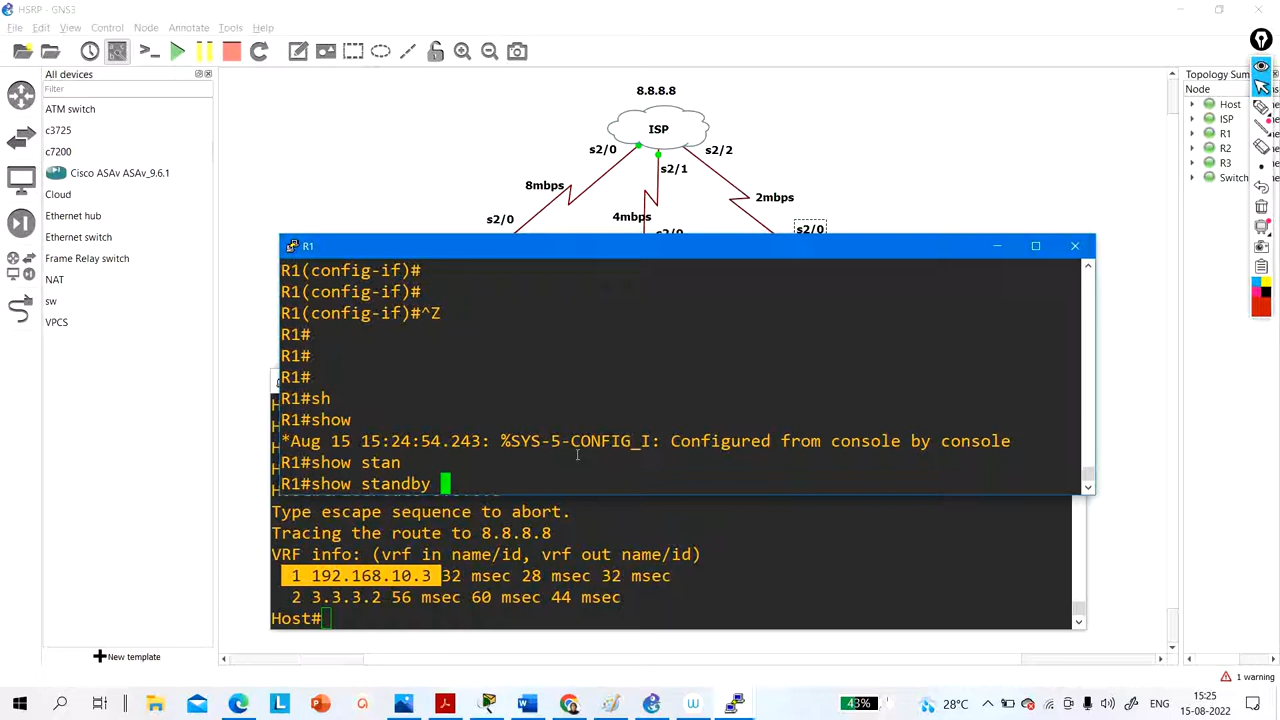 HSRP - GNS3
File Edit View Control Node Annotate Tools Help
All devices
Filter
ATM switch
c3725
c7200
Cisco ASAv ASAv_9.6.1
Cloud
Ethernet hub
Ethernet switch
Frame Relay switch
NAT
sw
VPCS
New template
8.8.8.8
ISP
s2/0
s2/2
s2/1
8mbps
2mbps
4mbps
s2/0
s2/0
s2/0
R1
R1(config-if)#
R1(config-if)#
R1(config-if)#^Z
R1#
R1#
R1#
R1#sh
R1#show
*Aug 15 15:24:54.243: %SYS-5-CONFIG_I: Configured from console by console
R1#show stan
R1#show standby
Type escape sequence to abort.
Tracing the route to 8.8.8.8
VRF info: (vrf in name/id, vrf out name/id)
1 192.168.10.3 32 msec 28 msec 32 msec
2 3.3.3.2 56 msec 60 msec 44 msec
Host#
Topology Sum
Node
Host
ISP
R1
R2
R3
Switch
1 warning
43%
28°C
ENG
15:25
15-08-2022